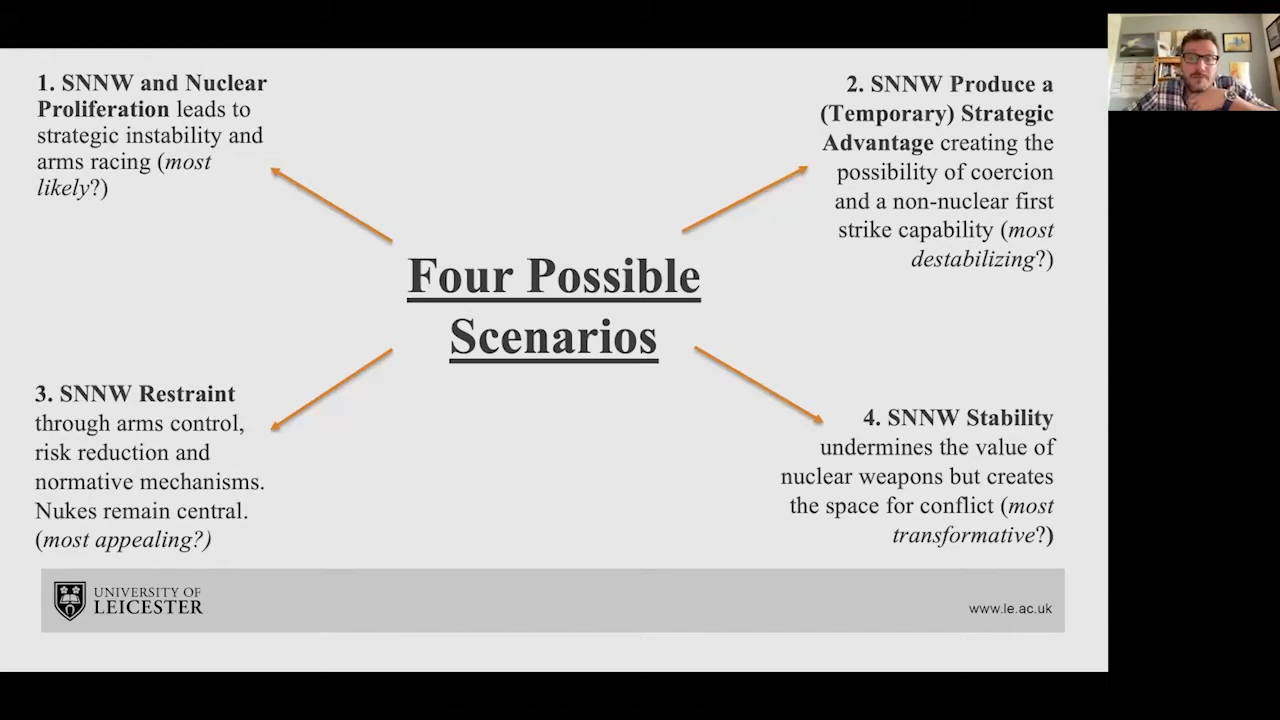 1. SNNW and Nuclear
Proliferation leads to
strategic instability and
arms racing (most
likely?)
2. SNNW Produce a
(Temporary) Strategic
Advantage creating the
possibility of coercion
and a non-nuclear first
strike capability (most
destabilizing?)
Four Possible
Scenarios
3. SNNW Restraint
through arms control,
risk reduction and
normative mechanisms.
Nukes remain central.
(most appealing?)
4. SNNW Stability
undermines the value of
nuclear weapons but creates
the space for conflict (most
transformative?)
UNIVERSITY OF
LEICESTER
www.le.ac.uk